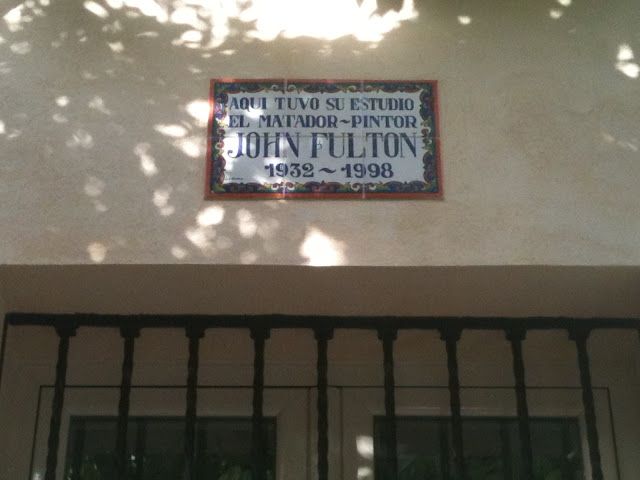 AQUI TUVO SU ESTUDIO
EL MATADOR~PINTOR
JOHN FULTON
1932 ~ 1998